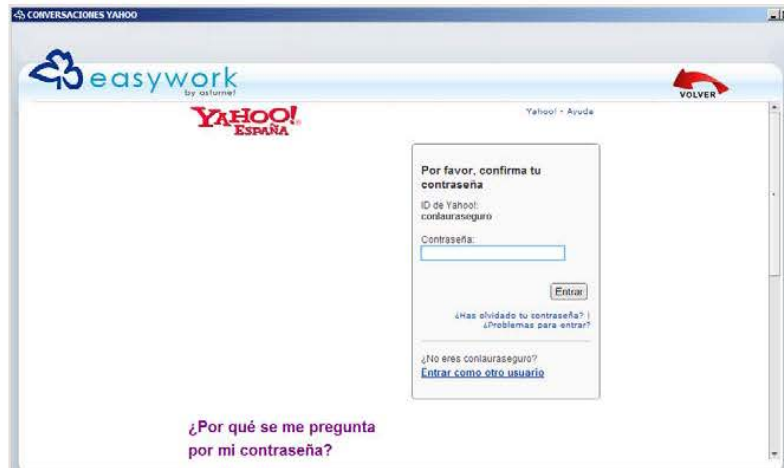 CONVERSACIONES YAHOO
easywork
by asturnet
VOLVER
YAHOO!
ESPAÑA
Yahoo! - Ayuda
Por favor, confirma tu
contraseña
ID de Yahoo!:
conlauraseguro
Contraseña:
Entrar
¿Has olvidado tu contraseña? |
¿Problemas para entrar?
¿No eres conlauraseguro?
Entrar como otro usuario
¿Por qué se me pregunta
por mi contraseña?